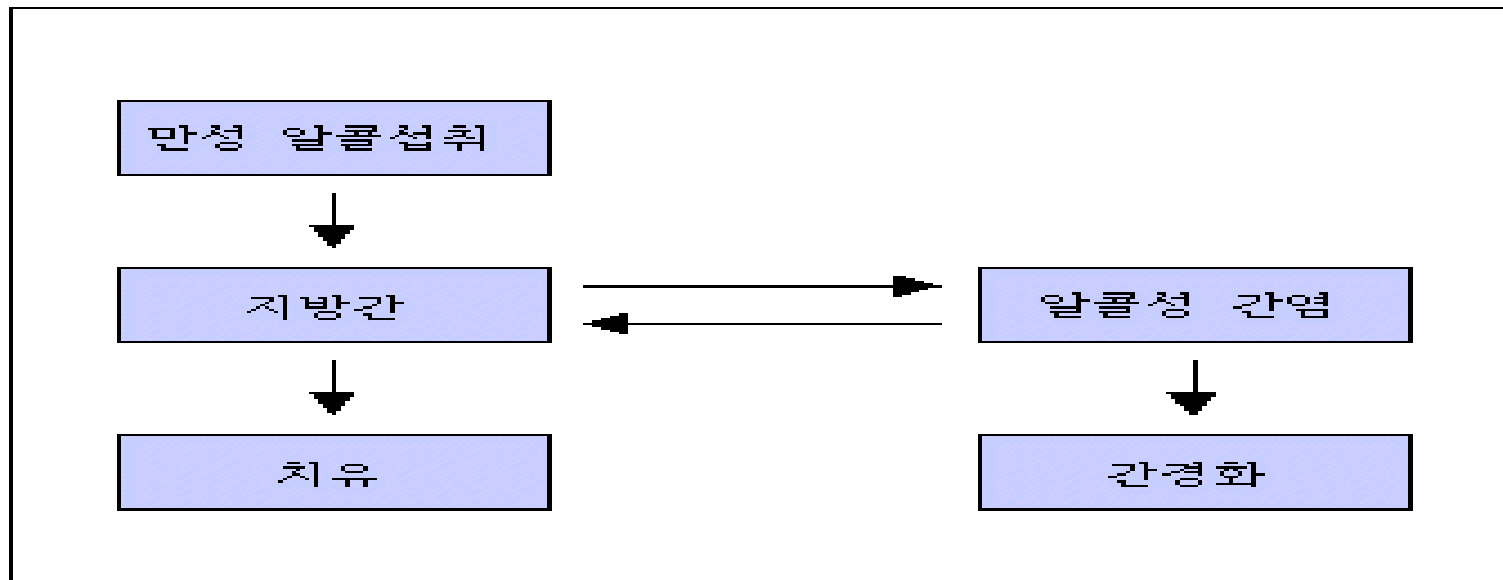 만성 알콜섭취
지방간
알콜성 간염
치유
간경화